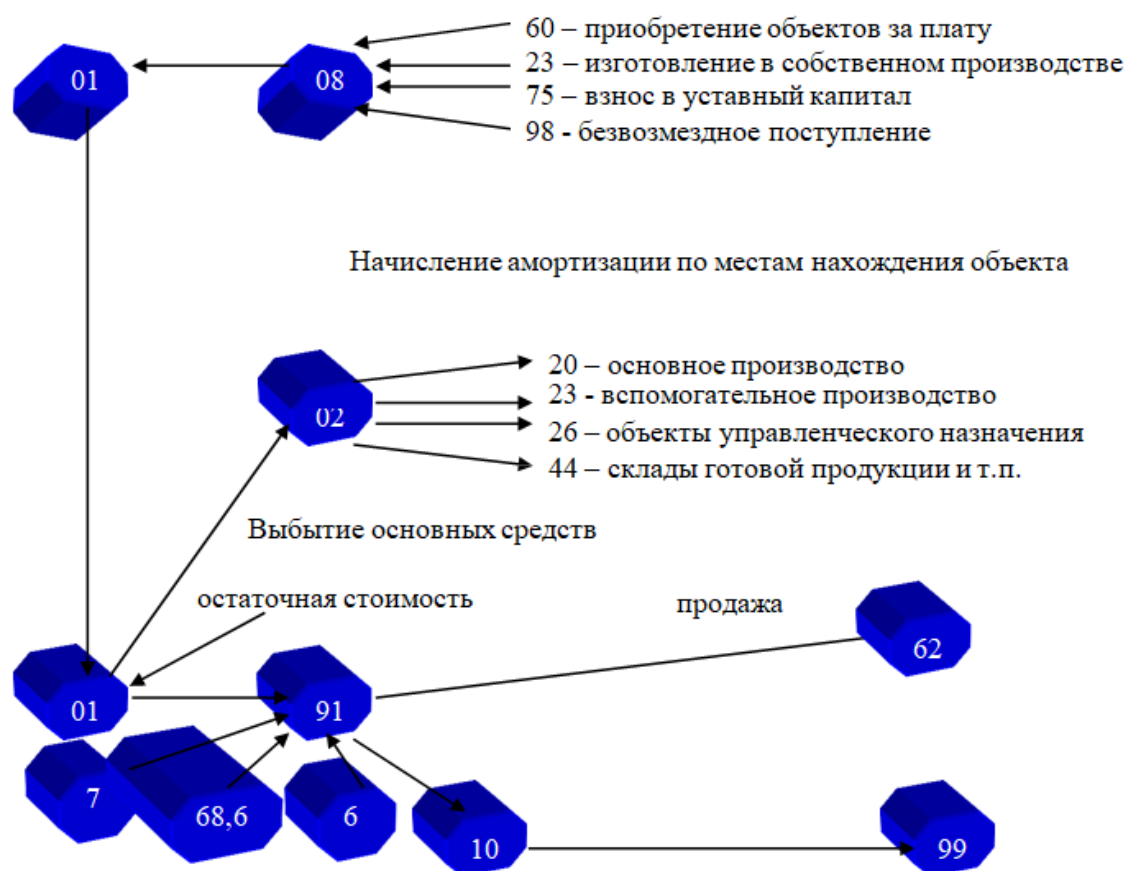 60 – приобретение объектов за плату
01
08
23 – изготовление в собственном производстве
75 – взнос в уставный капитал
98 - безвозмездное поступление
Начисление амортизации по местам нахождения объекта
20 – основное производство
23 - вспомогательное производство
02
26 – объекты управленческого назначения
44 – склады готовой продукции и т.п.
Выбытие основных средств
остаточная стоимость
продажа
62
01
91
7
68,6
6
10
99